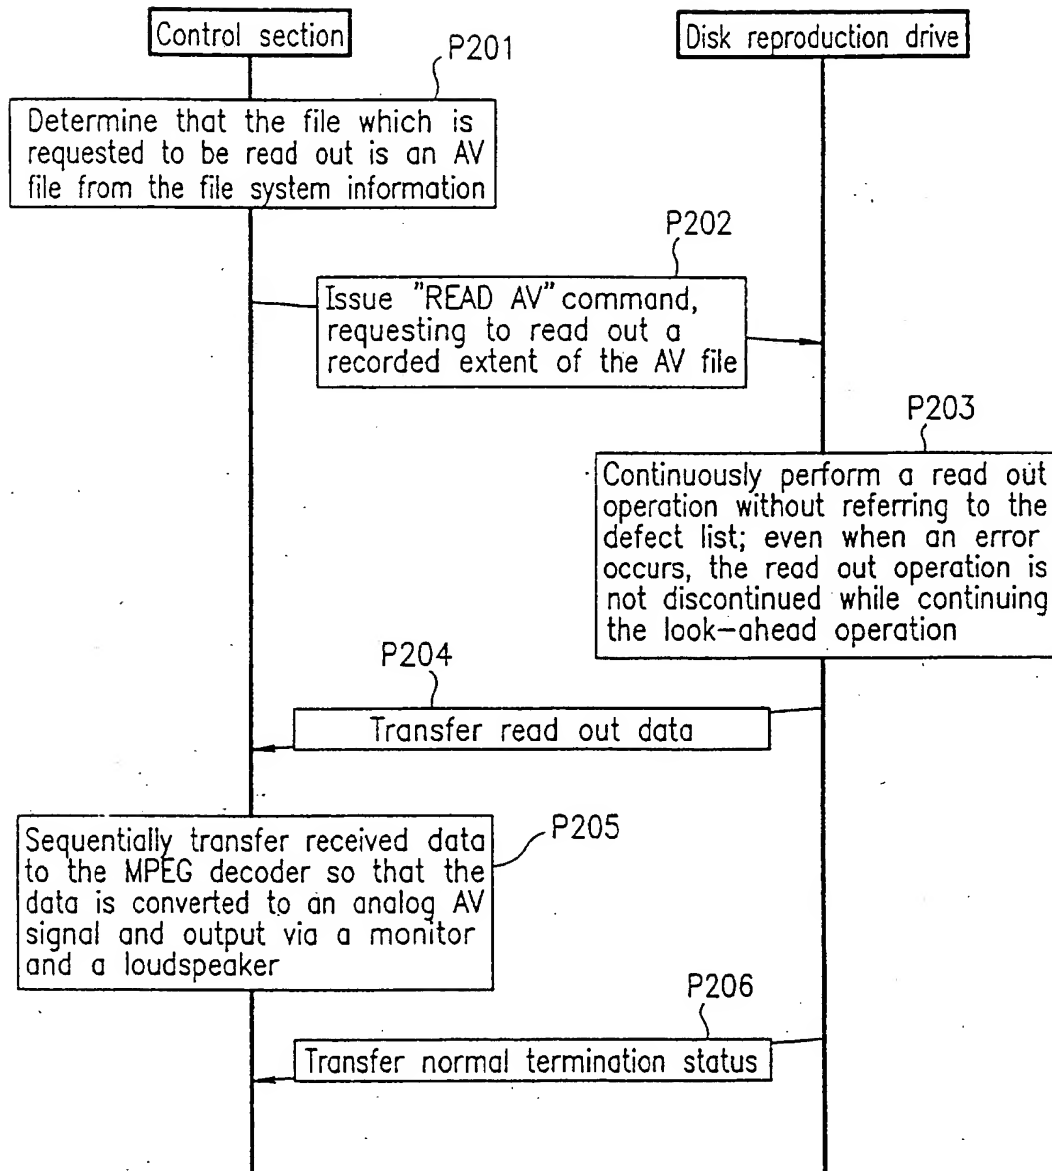 Control section
Disk reproduction drive
P201
Determine that the file which is
requested to be read out is an AV
file from the file system information
P202
Issue "READ AV" command,
requesting to read out a
recorded extent of the AV file
P203
Continuously perform a read out
operation without referring to the
defect list; even when an error
occurs, the read out operation is
not discontinued while continuing
the look-ahead operation
P204
Transfer read out data
P205
Sequentially transfer received data
to the MPEG decoder so that the
data is converted to an analog AV
signal and output via a monitor
and a loudspeaker
P206
Transfer normal termination status